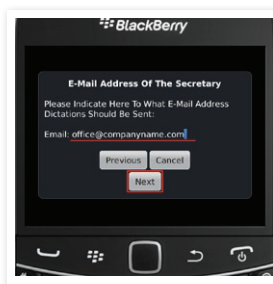 BlackBerry
E-Mail Address Of The Secretary
Please Indicate Here To What E-Mail Address
Dictations Should Be Sent:
Email: office@companyname.com
Previous Cancel
Next